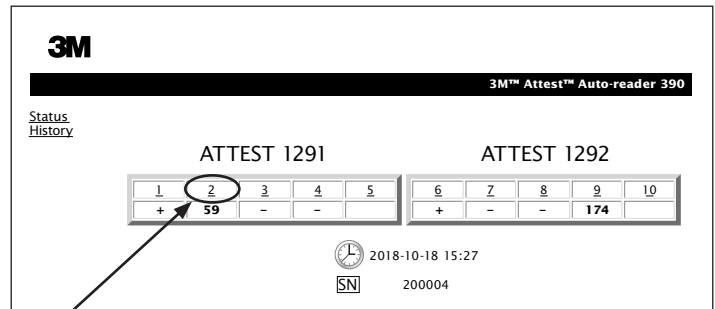 3M
3M™ Attest™ Auto-reader 390
Status
History
ATTEST 1291 ATTEST 1292
1 2 3 4 5 6 7 8 9 10
+ 59 – – + – – 174
2018-10-18 15:27
SN 200004